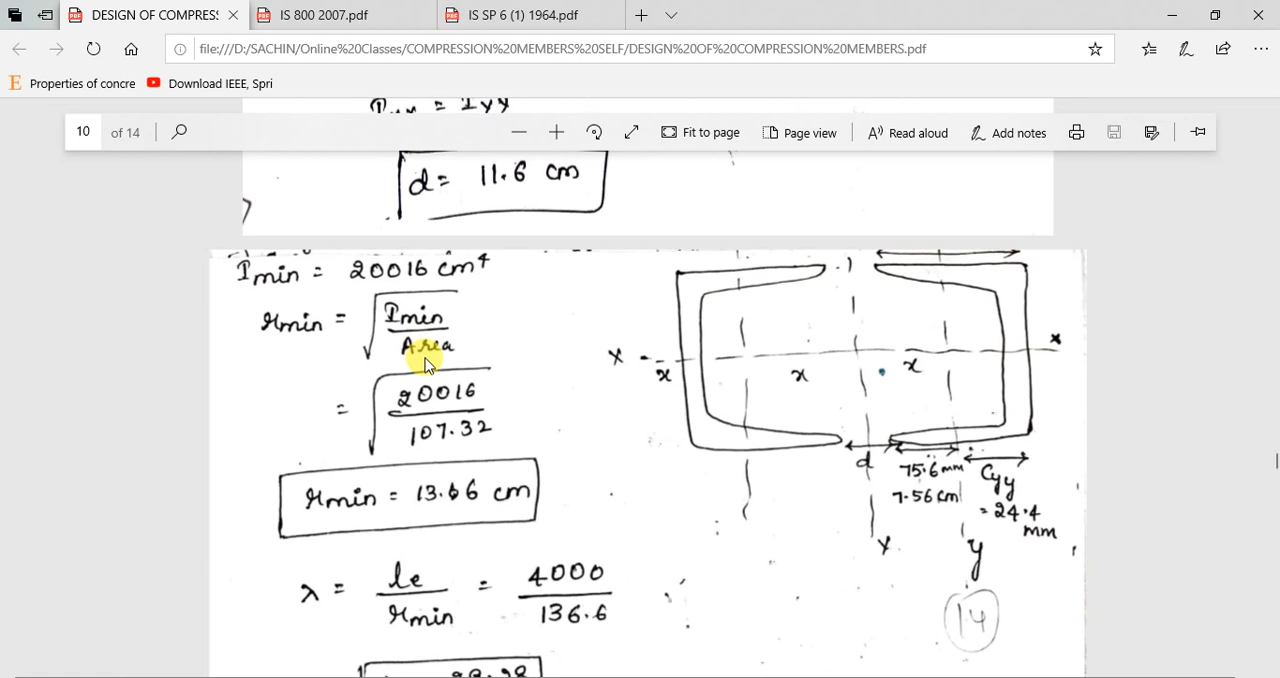 DESIGN OF COMPRESS
IS 800 2007.pdf
IS SP 6 (1) 1964.pdf
file:///D:/SACHIN/Online%20Classes/COMPRESSION%20MEMBERS%20SELF/DESIGN%20OF%20COMPRESSION%20MEMBERS.pdf
E Properties of concre
Download IEEE, Spri
10 of 14
Fit to page
Page view
Read aloud
Add notes
d = 11.6 cm
Imin = 20016 cm⁴
rmin = √ Imin
Area
= √ 20016
107.32
rmin = 13.66 cm
λ = le = 4000
rmin 136.6
X x x x x
d 75.6 mm Cyy
7.56 cm = 24.4
mm
y
14